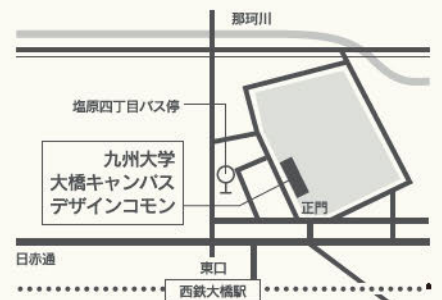 那珂川
塩原四丁目バス停
九州大学
大橋キャンパス
デザインコモン
正門
日赤通
東口
西鉄大橋駅